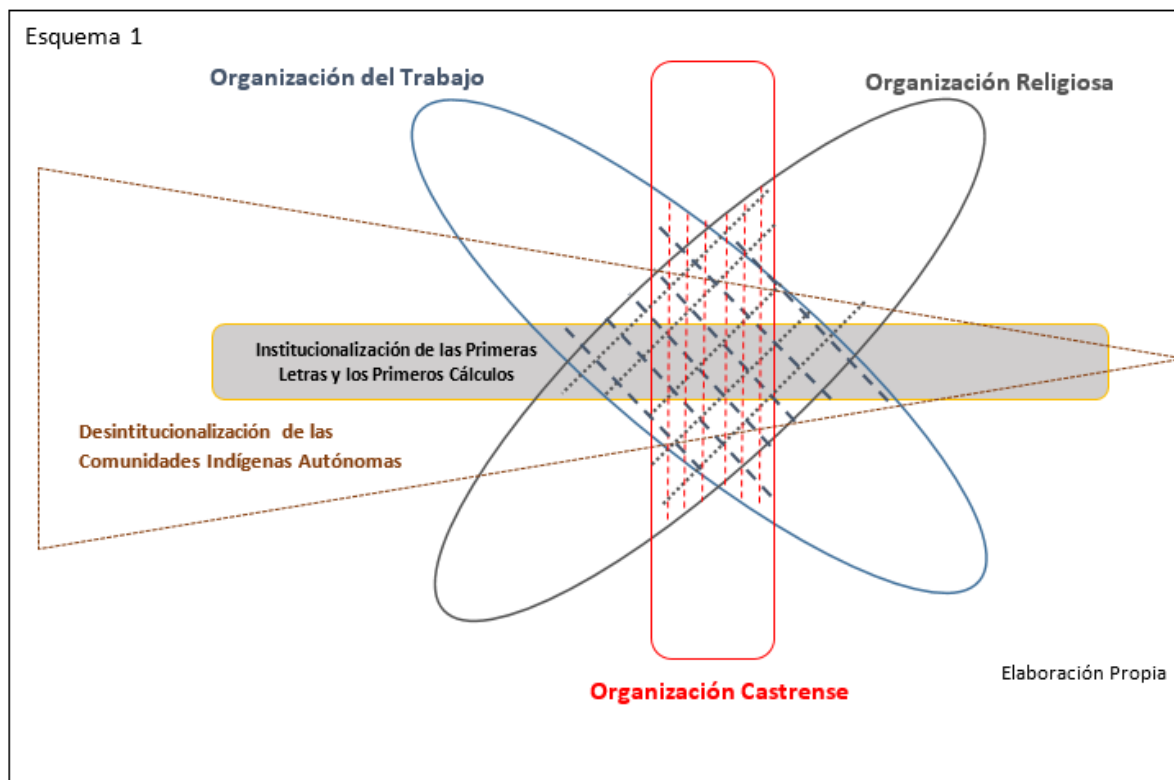 Esquema 1
Organización del Trabajo
Organización Religiosa
Institucionalización de las Primeras
Letras y los Primeros Cálculos
Desintitucionalización de las
Comunidades Indígenas Autónomas
Elaboración Propia
Organización Castrense